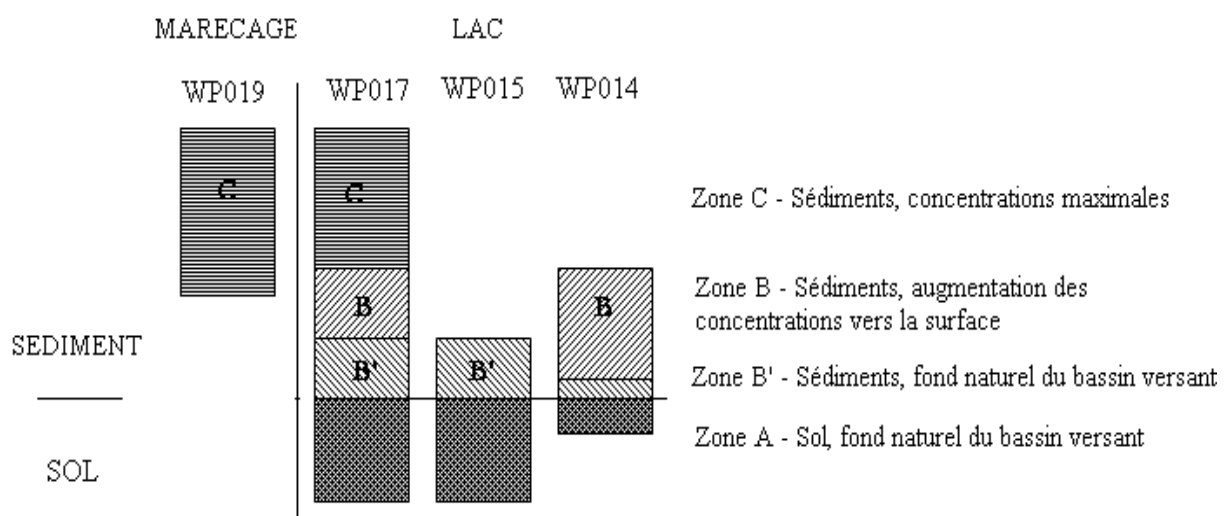 MARECAGE LAC
WP019 WP017 WP015 WP014
C C
Zone C - Sédiments, concentrations maximales
B B
Zone B - Sédiments, augmentation des
concentrations vers la surface
SEDIMENT
B' B'
Zone B' - Sédiments, fond naturel du bassin versant
Zone A - Sol, fond naturel du bassin versant
SOL